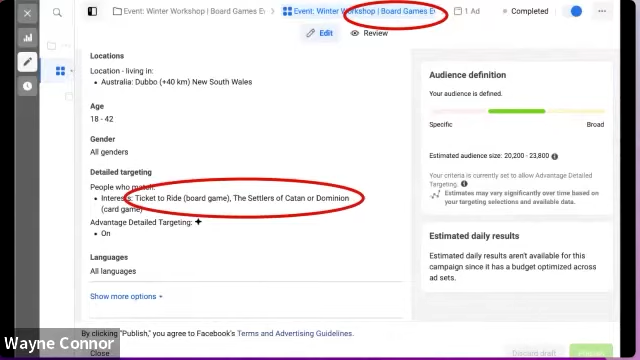 Event: Winter Workshop | Board Games Ev
Event: Winter Workshop | Board Games Ev
1 Ad
Completed
Edit
Review
Locations
Location - living in:
• Australia: Dubbo (+40 km) New South Wales
Age
18 - 42
Gender
All genders
Detailed targeting
People who match:
• Interests: Ticket to Ride (board game), The Settlers of Catan or Dominion
(card game)
Advantage Detailed Targeting:
• On
Languages
All languages
Show more options
Audience definition
Your audience is defined.
Specific
Broad
Estimated audience size: 20,200 - 23,800
Your criteria is currently set to allow Advantage Detailed
Targeting.
Estimates may vary significantly over time based on
your targeting selections and available data.
Estimated daily results
Estimated daily results aren't available for this
campaign since it has a budget optimized across
ad sets.
By clicking "Publish," you agree to Facebook's Terms and Advertising Guidelines.
Wayne Connor
Close
Discard draft
Publish